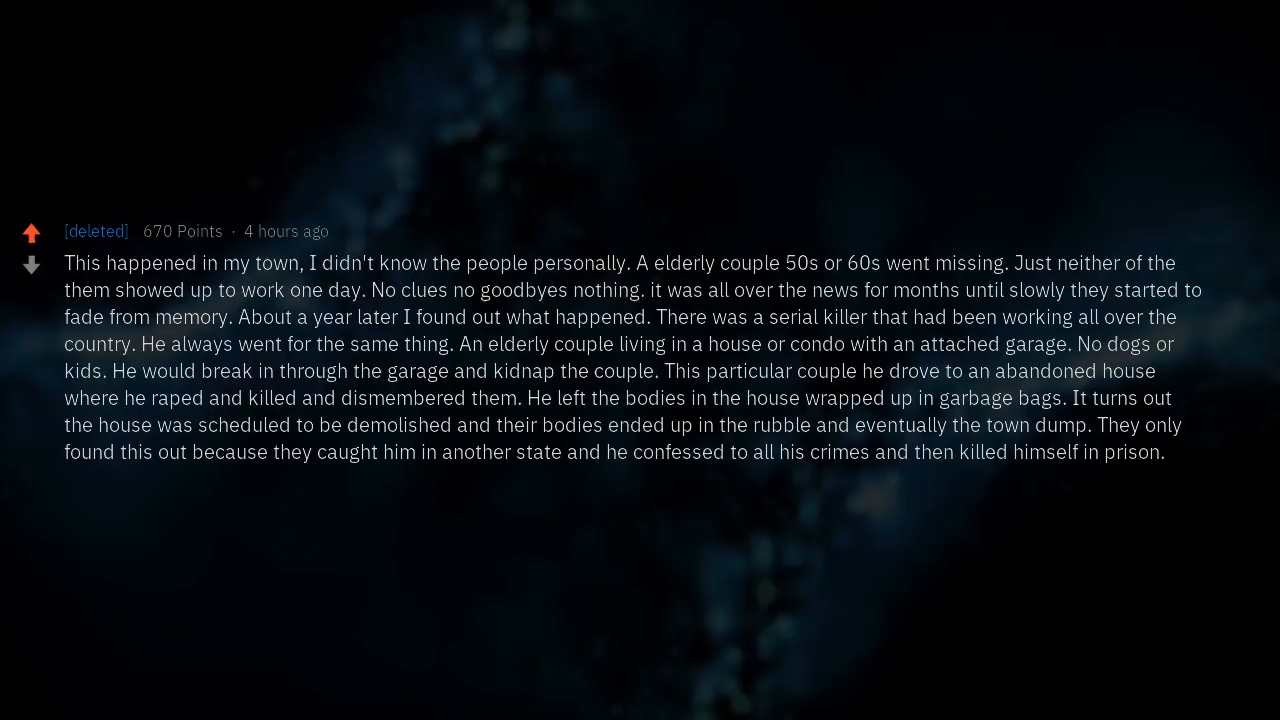 [deleted] 670 Points · 4 hours ago
This happened in my town, I didn't know the people personally. A elderly couple 50s or 60s went missing. Just neither of the
them showed up to work one day. No clues no goodbyes nothing. it was all over the news for months until slowly they started to
fade from memory. About a year later I found out what happened. There was a serial killer that had been working all over the
country. He always went for the same thing. An elderly couple living in a house or condo with an attached garage. No dogs or
kids. He would break in through the garage and kidnap the couple. This particular couple he drove to an abandoned house
where he raped and killed and dismembered them. He left the bodies in the house wrapped up in garbage bags. It turns out
the house was scheduled to be demolished and their bodies ended up in the rubble and eventually the town dump. They only
found this out because they caught him in another state and he confessed to all his crimes and then killed himself in prison.